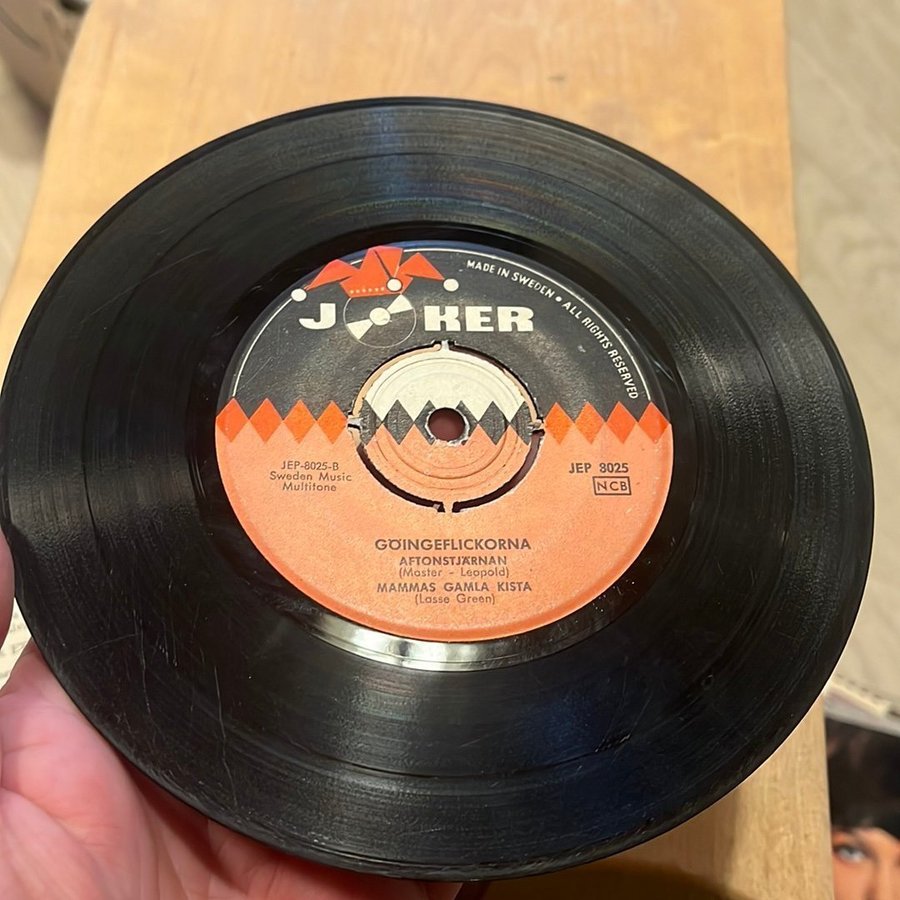 JOKER
MADE IN SWEDEN • ALL RIGHTS RESERVED
JEP-8025-B
Sweden Music
Multitone
JEP 8025
NCB
GÖINGEFLICKORNA
AFTONSTJÄRNAN
(Master - Leopold)
MAMMAS GAMLA KISTA
(Lasse Green)